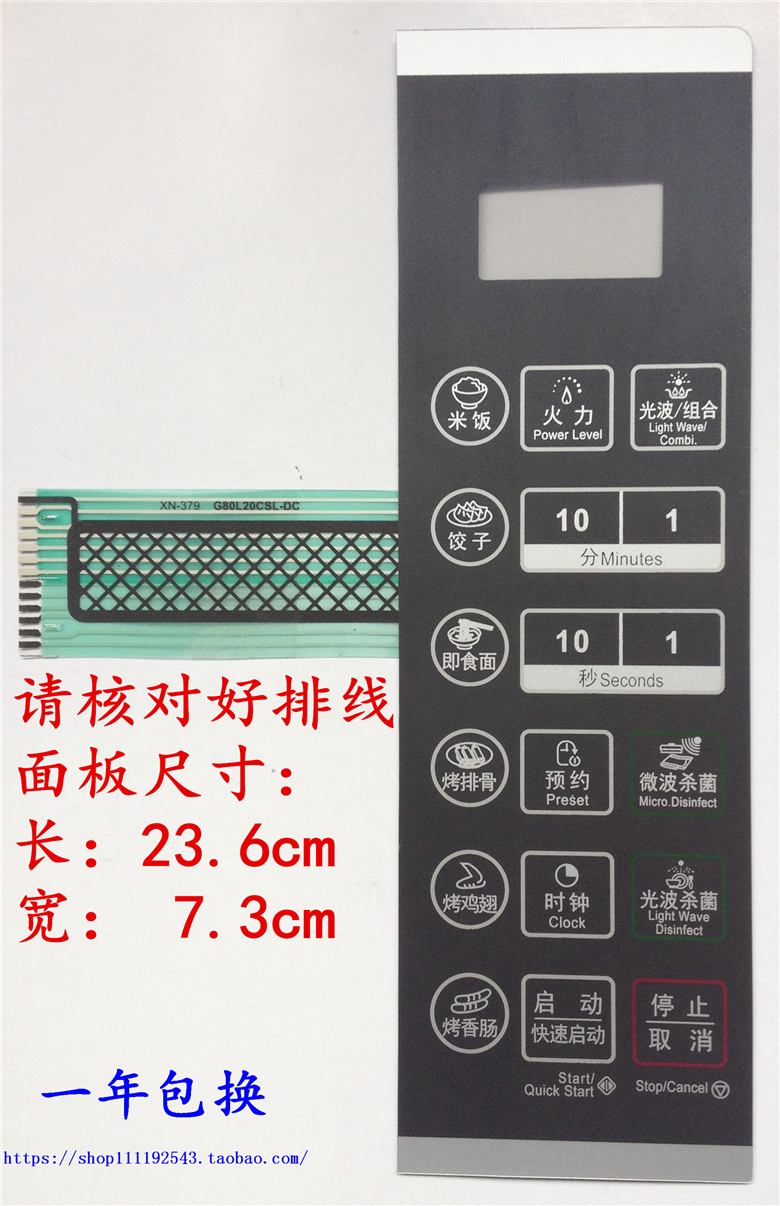 米饭
火力
Power Level
光波/组合
Light Wave/
Combi.
XN-379 G80L20CSL-DC
饺子
10 1
分Minutes
即食面
10 1
秒Seconds
请核对好排线
面板尺寸：
长：23.6cm
宽： 7.3cm
烤排骨
预约
Preset
微波杀菌
Micro.Disinfect
烤鸡翅
时钟
Clock
光波杀菌
Light Wave
Disinfect
烤香肠
启动
快速启动
Start/
Quick Start
停止
取消
Stop/Cancel
一年包换
https://shop111192543.taobao.com/